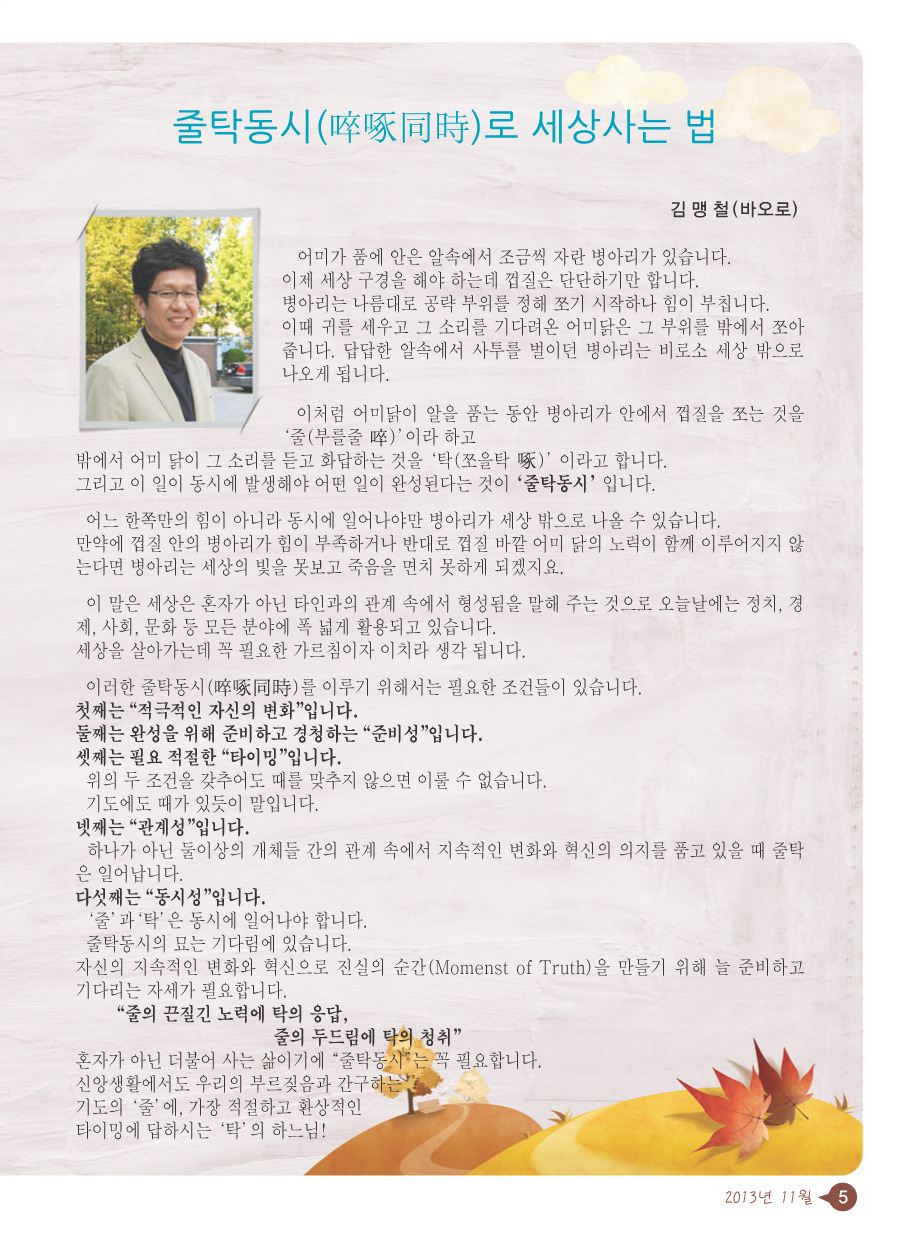 줄탁동시(啐啄同時)로 세상사는 법
김 맹 철(바오로)
어미가 품에 안은 알속에서 조금씩 자란 병아리가 있습니다.
이제 세상 구경을 해야 하는데 껍질은 단단하기만 합니다.
병아리는 나름대로 공략 부위를 정해 쪼기 시작하나 힘이 부칩니다.
이때 귀를 세우고 그 소리를 기다려온 어미닭은 그 부위를 밖에서 쪼아
줍니다. 답답한 알속에서 사투를 벌이던 병아리는 비로소 세상 밖으로
나오게 됩니다.
이처럼 어미닭이 알을 품는 동안 병아리가 안에서 껍질을 쪼는 것을
‘줄(부를줄 啐)’이라 하고
밖에서 어미 닭이 그 소리를 듣고 화답하는 것을 ‘탁(쪼을탁 啄)’ 이라고 합니다.
그리고 이 일이 동시에 발생해야 어떤 일이 완성된다는 것이 ‘줄탁동시’ 입니다.
어느 한쪽만의 힘이 아니라 동시에 일어나야만 병아리가 세상 밖으로 나올 수 있습니다.
만약에 껍질 안의 병아리가 힘이 부족하거나 반대로 껍질 바깥 어미 닭의 노력이 함께 이루어지지 않
는다면 병아리는 세상의 빛을 못보고 죽음을 면치 못하게 되겠지요.
이 말은 세상은 혼자가 아닌 타인과의 관계 속에서 형성됨을 말해 주는 것으로 오늘날에는 정치, 경
제, 사회, 문화 등 모든 분야에 폭 넓게 활용되고 있습니다.
세상을 살아가는데 꼭 필요한 가르침이자 이치라 생각 됩니다.
이러한 줄탁동시(啐啄同時)를 이루기 위해서는 필요한 조건들이 있습니다.
첫째는 “적극적인 자신의 변화”입니다.
둘째는 완성을 위해 준비하고 경청하는 “준비성”입니다.
셋째는 필요 적절한 “타이밍”입니다.
위의 두 조건을 갖추어도 때를 맞추지 않으면 이룰 수 없습니다.
기도에도 때가 있듯이 말입니다.
넷째는 “관계성”입니다.
하나가 아닌 둘이상의 개체들 간의 관계 속에서 지속적인 변화와 혁신의 의지를 품고 있을 때 줄탁
은 일어납니다.
다섯째는 “동시성”입니다.
‘줄’과 ‘탁’은 동시에 일어나야 합니다.
줄탁동시의 묘는 기다림에 있습니다.
자신의 지속적인 변화와 혁신으로 진실의 순간(Momenst of Truth)을 만들기 위해 늘 준비하고
기다리는 자세가 필요합니다.
“줄의 끈질긴 노력에 탁의 응답,
줄의 두드림에 탁의 청취”
혼자가 아닌 더불어 사는 삶이기에 “줄탁동시”는 꼭 필요합니다.
신앙생활에서도 우리의 부르짖음과 간구하는
기도의 ‘줄’에, 가장 적절하고 환상적인
타이밍에 답하시는 ‘탁’의 하느님!
2013년 11월 5